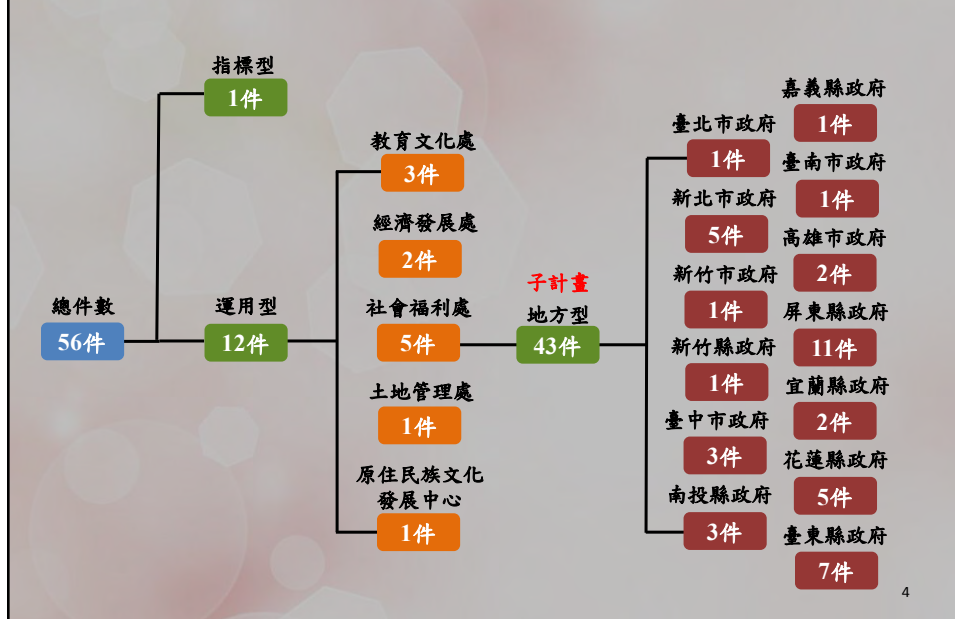 總件數
56件
指標型
1件
運用型
12件
教育文化處
3件
經濟發展處
2件
社會福利處
5件
土地管理處
1件
原住民族文化
發展中心
1件
子計畫
地方型
43件
臺北市政府
1件
新北市政府
5件
新竹市政府
1件
新竹縣政府
1件
臺中市政府
3件
南投縣政府
3件
嘉義縣政府
1件
臺南市政府
1件
高雄市政府
2件
屏東縣政府
11件
宜蘭縣政府
2件
花蓮縣政府
5件
臺東縣政府
7件
4